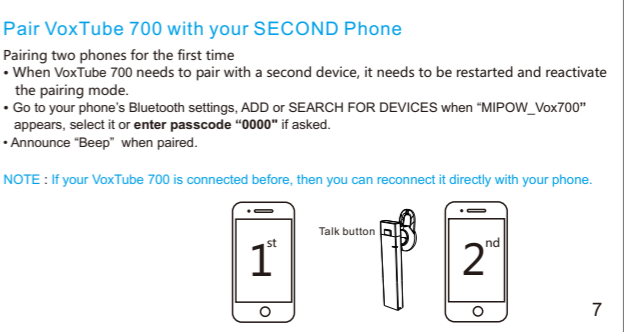 Pair VoxTube 700 with your SECOND Phone
Pairing two phones for the first time
• When VoxTube 700 needs to pair with a second device, it needs to be restarted and reactivate
the pairing mode.
• Go to your phone's Bluetooth settings, ADD or SEARCH FOR DEVICES when “MIPOW_Vox700”
appears, select it or enter passcode “0000" if asked.
• Announce “Beep” when paired.
NOTE : If your VoxTube 700 is connected before, then you can reconnect it directly with your phone.
Talk button
1st
2nd
7